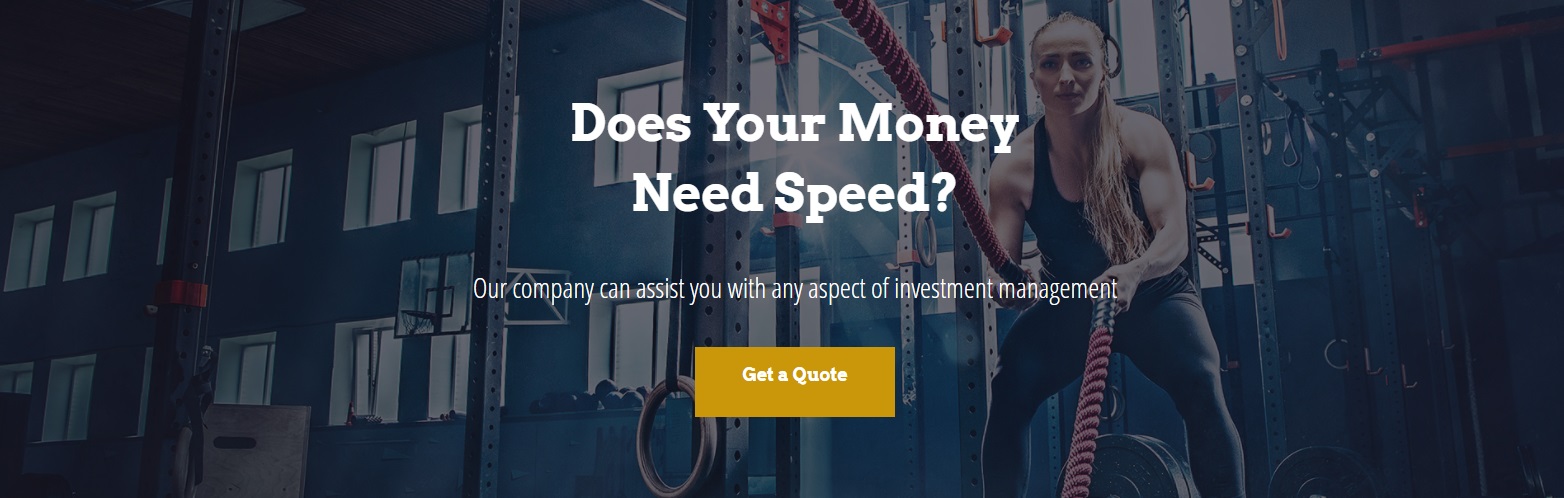 Does Your Money
Need Speed?
Our company can assist you with any aspect of investment management
Get a Quote